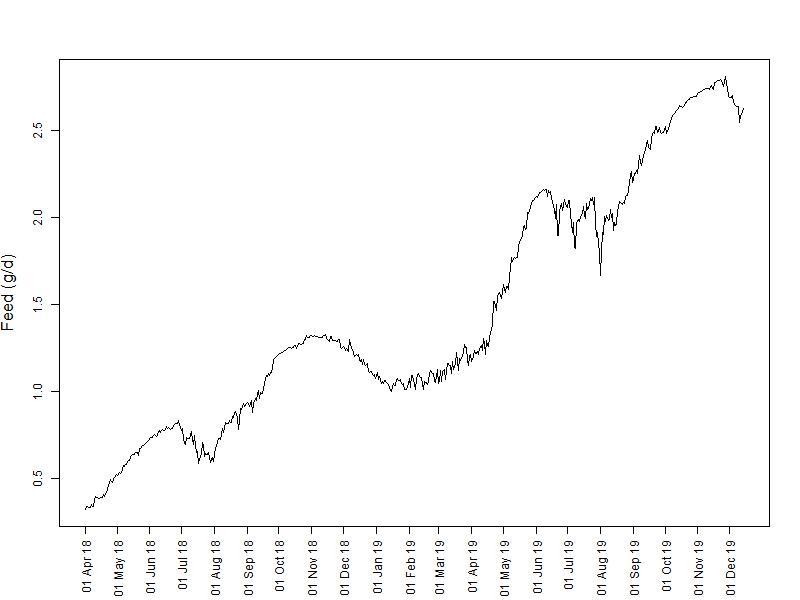 Feed (g/d)
2.5
2.0
1.5
1.0
0.5
01 Apr 18
01 May 18
01 Jun 18
01 Jul 18
01 Aug 18
01 Sep 18
01 Oct 18
01 Nov 18
01 Dec 18
01 Jan 19
01 Feb 19
01 Mar 19
01 Apr 19
01 May 19
01 Jun 19
01 Jul 19
01 Aug 19
01 Sep 19
01 Oct 19
01 Nov 19
01 Dec 19